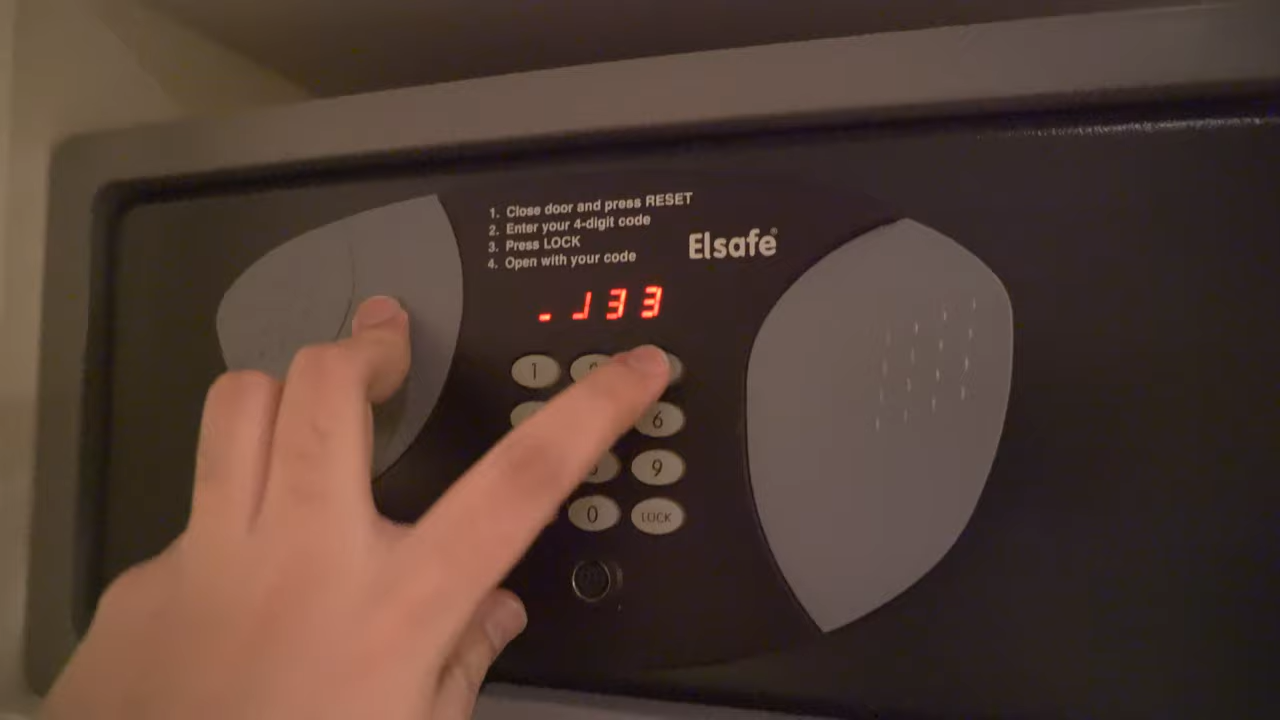 1. Close door and press RESET
2. Enter your 4-digit code
3. Press LOCK
4. Open with your code
Elsafe®
33
1
6
9
0 LOCK